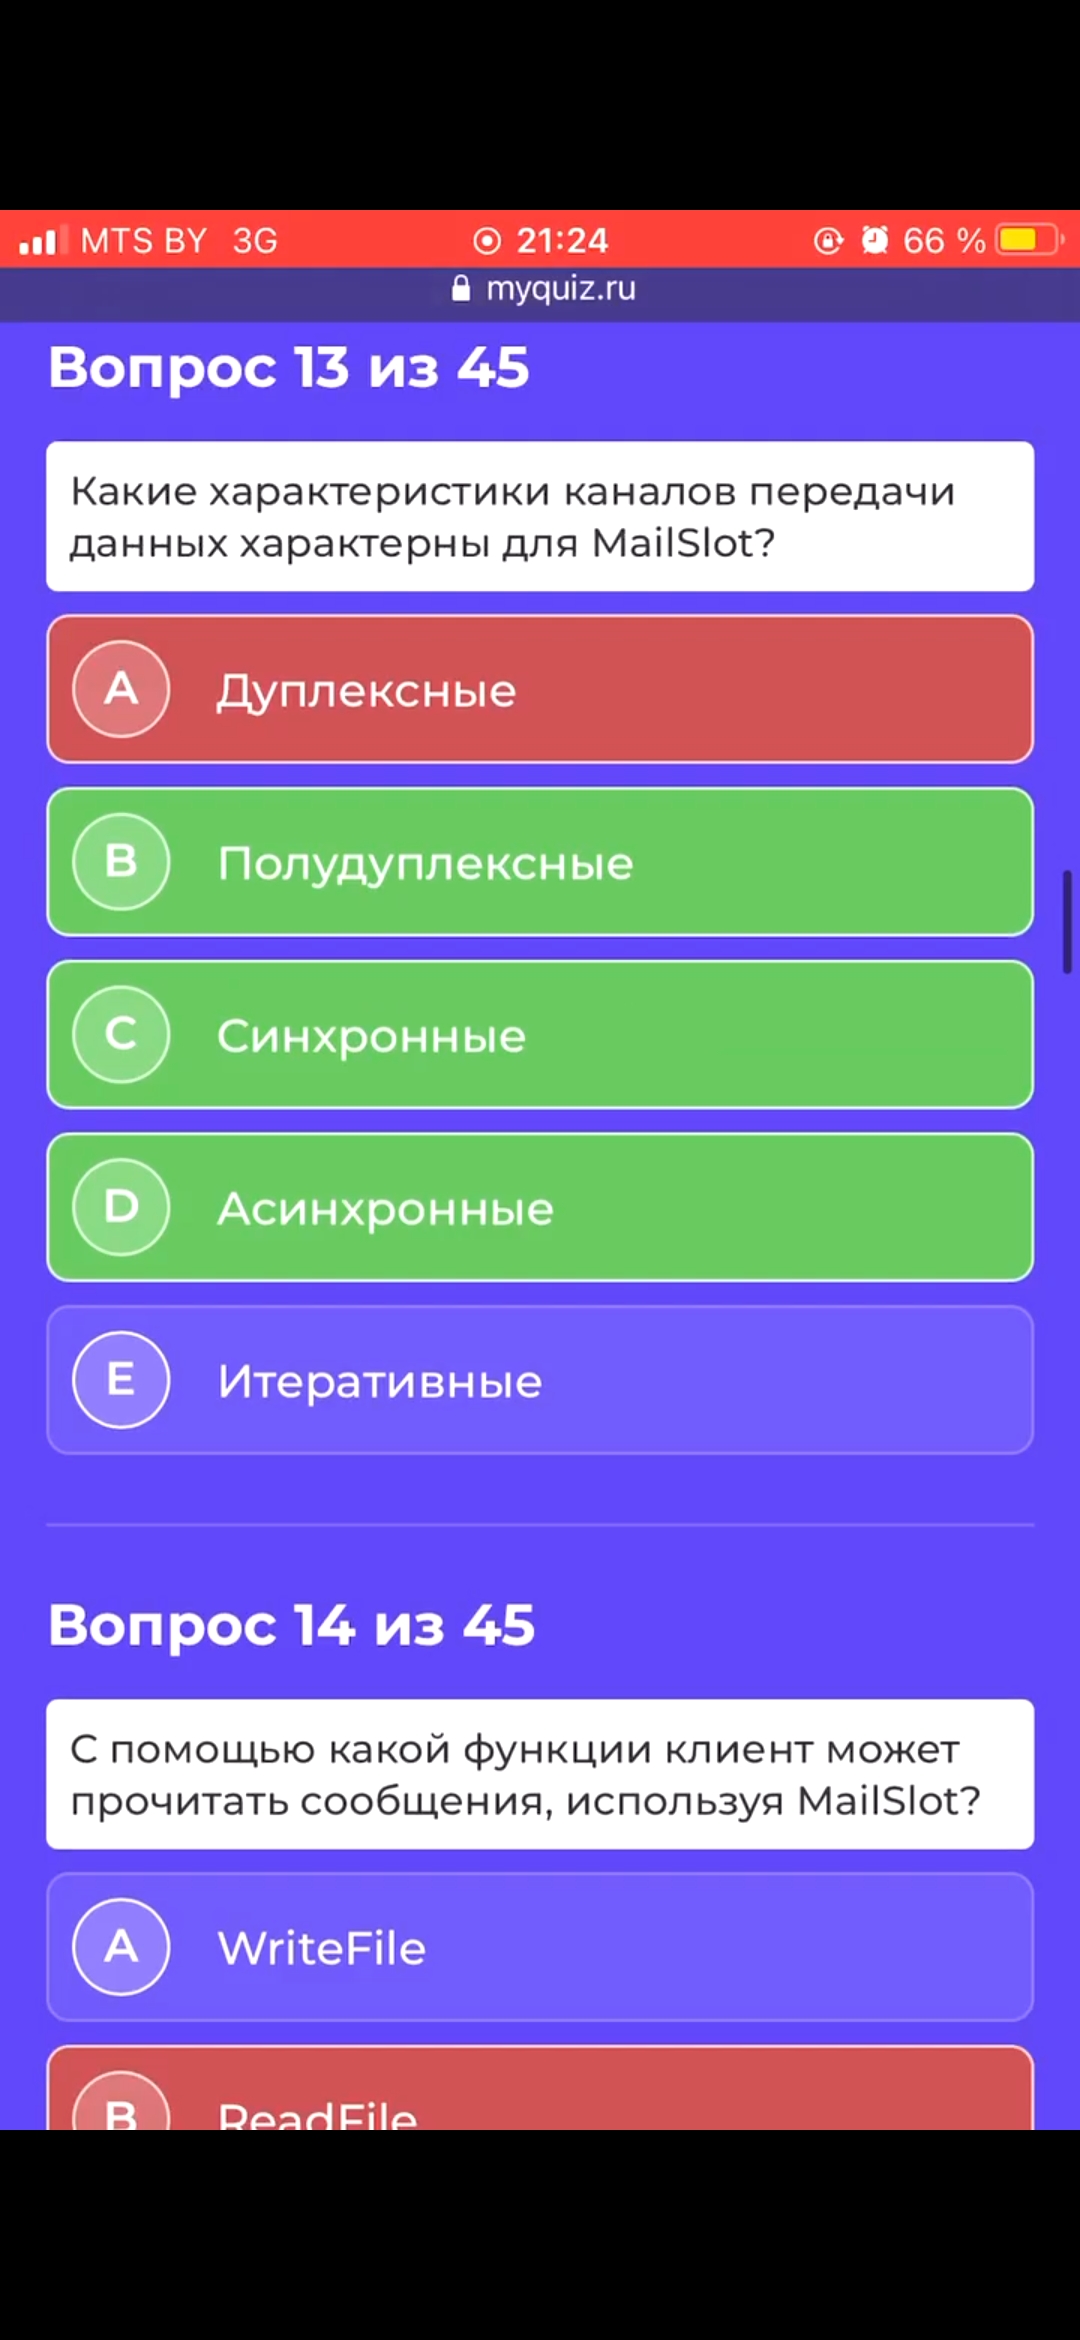 MTS BY 3G 21:24 66 %
myquiz.ru
Вопрос 13 из 45
Какие характеристики каналов передачи
данных характерны для MailSlot?
A Дуплексные
B Полудуплексные
C Синхронные
D Асинхронные
E Итеративные
Вопрос 14 из 45
С помощью какой функции клиент может
прочитать сообщения, используя MailSlot?
A WriteFile
B ReadFile